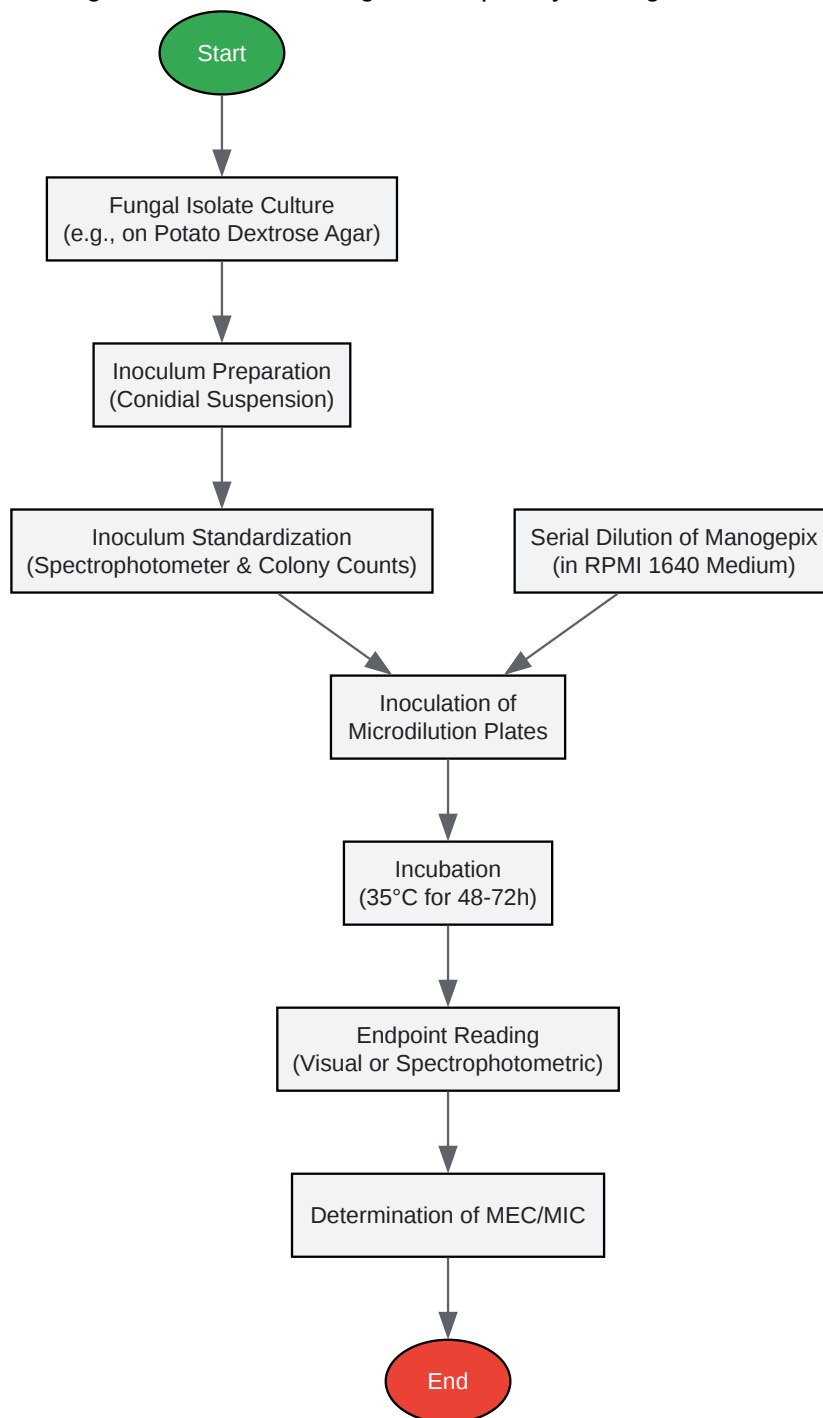 Start
Fungal Isolate Culture
(e.g., on Potato Dextrose Agar)
Inoculum Preparation
(Conidial Suspension)
Inoculum Standardization
(Spectrophotometer & Colony Counts)
Serial Dilution of Manogepix
(in RPMI 1640 Medium)
Inoculation of
Microdilution Plates
Incubation
(35°C for 48-72h)
Endpoint Reading
(Visual or Spectrophotometric)
Determination of MEC/MIC
End